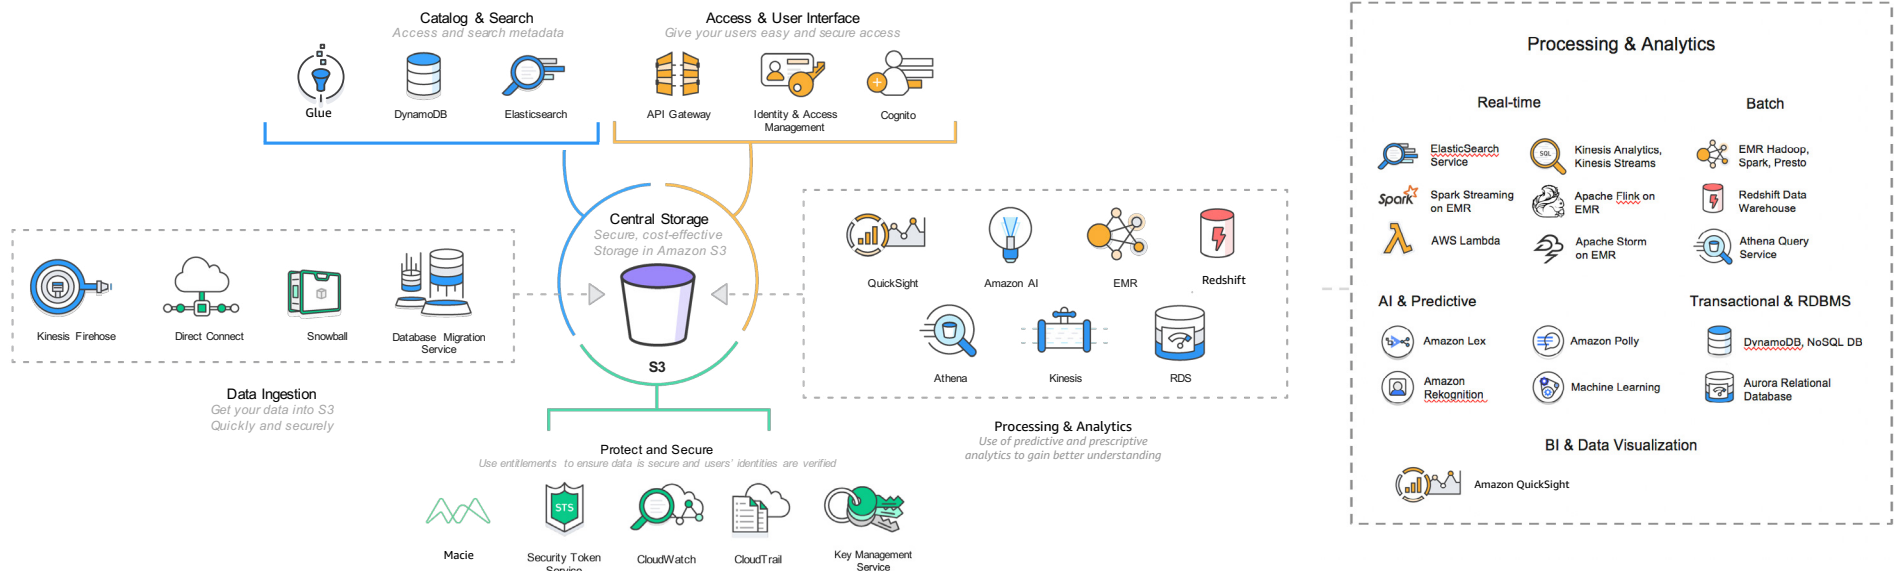 Catalog & Search
Access and search metadata
Glue
DynamoDB
Elasticsearch
Access & User Interface
Give your users easy and secure access
API Gateway
Identity & Access
Management
Cognito
Central Storage
Secure, cost-effective
Storage in Amazon S3
S3
Kinesis Firehose
Direct Connect
Snowball
Database Migration
Service
Data Ingestion
Get your data into S3
Quickly and securely
QuickSight
Amazon AI
EMR
Redshift
Athena
Kinesis
RDS
Processing & Analytics
Use of predictive and prescriptive
analytics to gain better understanding
Protect and Secure
Use entitlements to ensure data is secure and users' identities are verified
Macie
STS
Security Token
Service
CloudWatch
CloudTrail
Key Management
Service
Processing & Analytics
Real-time
ElasticSearch
Service
SQL
Kinesis Analytics,
Kinesis Streams
Spark
Spark Streaming
on EMR
Apache Flink on
EMR
AWS Lambda
Apache Storm
on EMR
Batch
EMR Hadoop,
Spark, Presto
Redshift Data
Warehouse
Athena Query
Service
AI & Predictive
Amazon Lex
Amazon Polly
Amazon
Rekognition
Machine Learning
Transactional & RDBMS
DynamoDB, NoSQL DB
Aurora Relational
Database
BI & Data Visualization
Amazon QuickSight